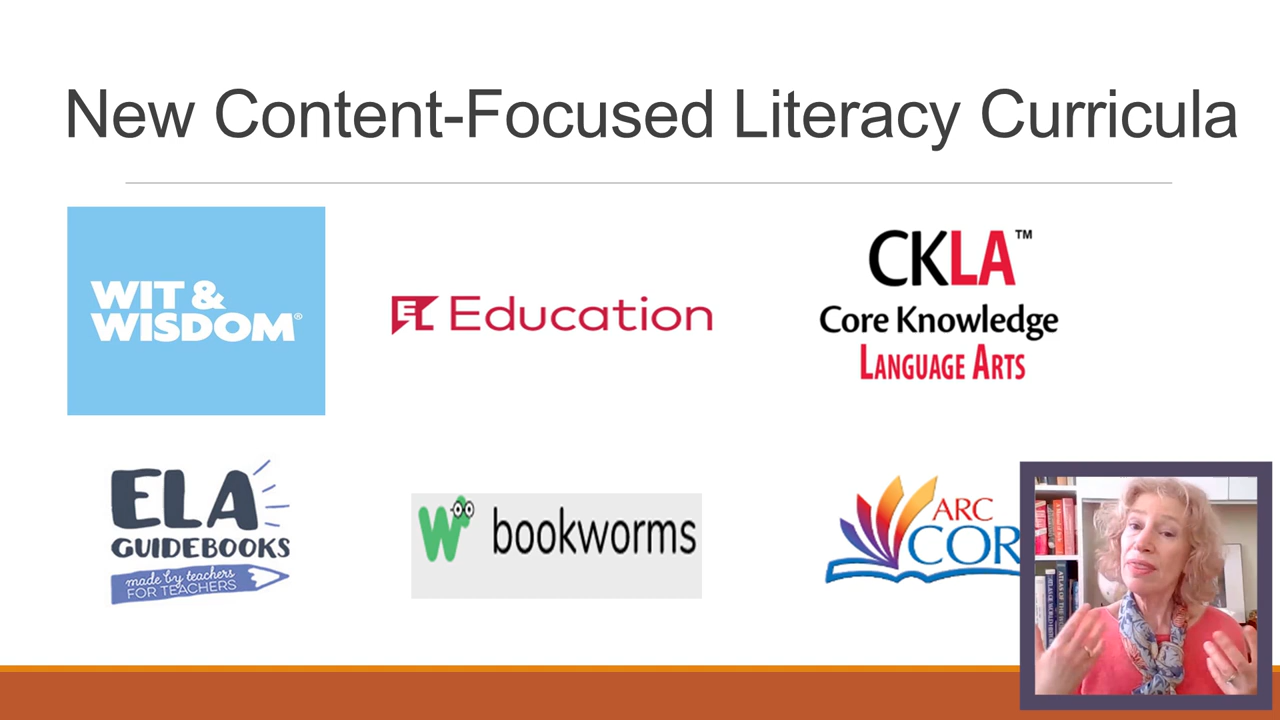 New Content-Focused Literacy Curricula
WIT &
WISDOM®
EL Education
CKLA™
Core Knowledge
LANGUAGE ARTS
ELA
GUIDEBOOKS
made by teachers
FOR TEACHERS
bookworms
ARC
COR